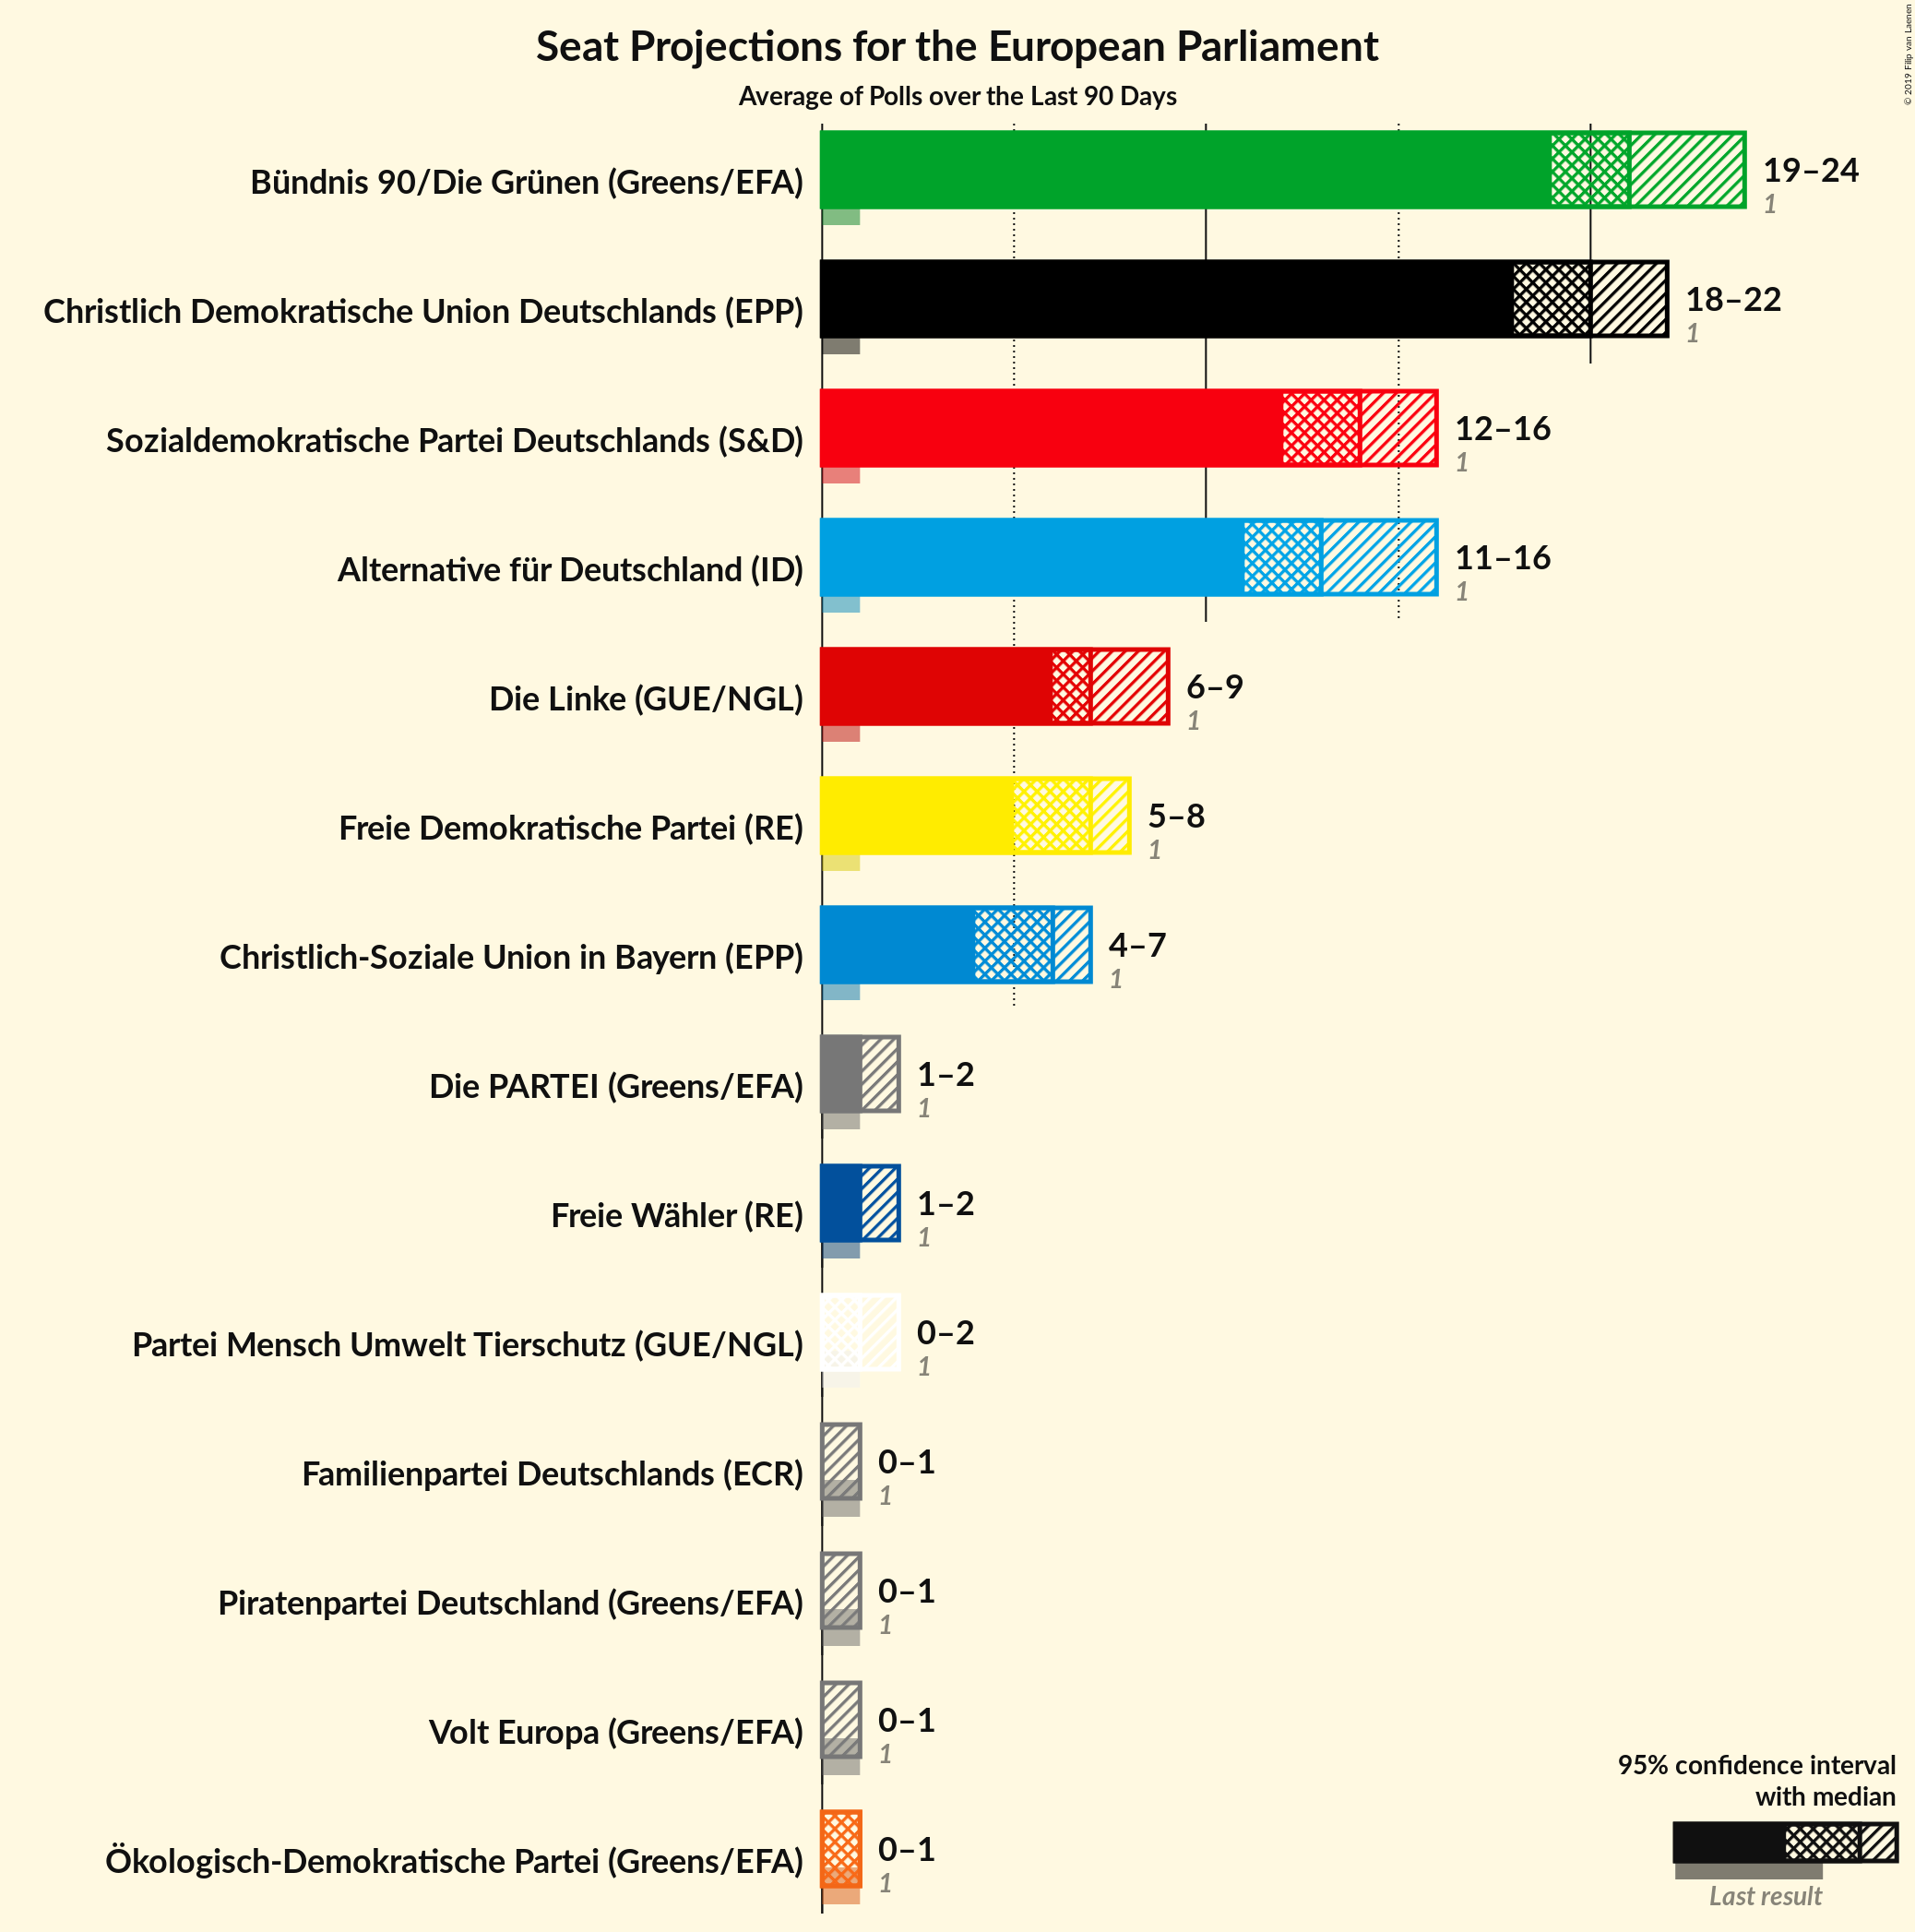 Seat Projections for the European Parliament
Average of Polls over the Last 90 Days
© 2019 Filip van Laenen
Bündnis 90/Die Grünen (Greens/EFA)
19–24
1
Christlich Demokratische Union Deutschlands (EPP)
18–22
1
Sozialdemokratische Partei Deutschlands (S&D)
12–16
1
Alternative für Deutschland (ID)
11–16
1
Die Linke (GUE/NGL)
6–9
1
Freie Demokratische Partei (RE)
5–8
1
Christlich-Soziale Union in Bayern (EPP)
4–7
1
Die PARTEI (Greens/EFA)
1–2
1
Freie Wähler (RE)
1–2
1
Partei Mensch Umwelt Tierschutz (GUE/NGL)
0–2
1
Familienpartei Deutschlands (ECR)
0–1
1
Piratenpartei Deutschland (Greens/EFA)
0–1
1
Volt Europa (Greens/EFA)
0–1
1
Ökologisch-Demokratische Partei (Greens/EFA)
0–1
1
95% confidence interval
with median
Last result